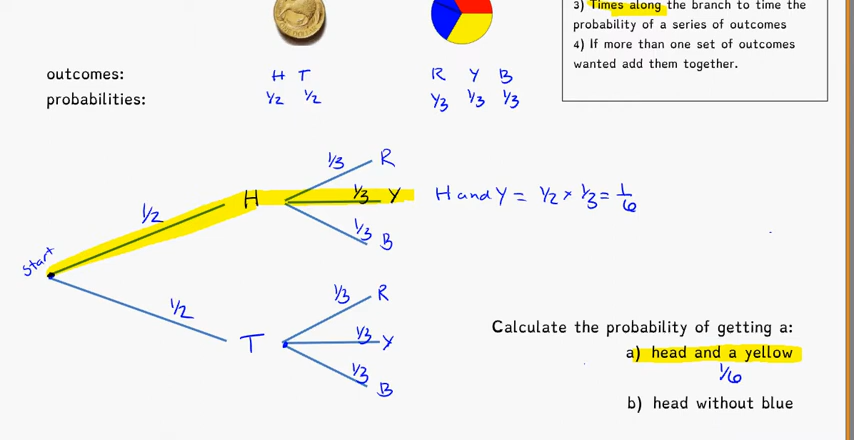 3) Times along the branch to time the
probability of a series of outcomes
4) If more than one set of outcomes
wanted add them together.
outcomes: H T R Y B
probabilities: 1/2 1/2 1/3 1/3 1/3
1/3 R
1/2 H 1/3 Y H and Y = 1/2 × 1/3 = 1/6
1/3 B
Start
1/3 R
1/2 T 1/3 Y
1/3 B
Calculate the probability of getting a:
a) head and a yellow
1/6
b) head without blue